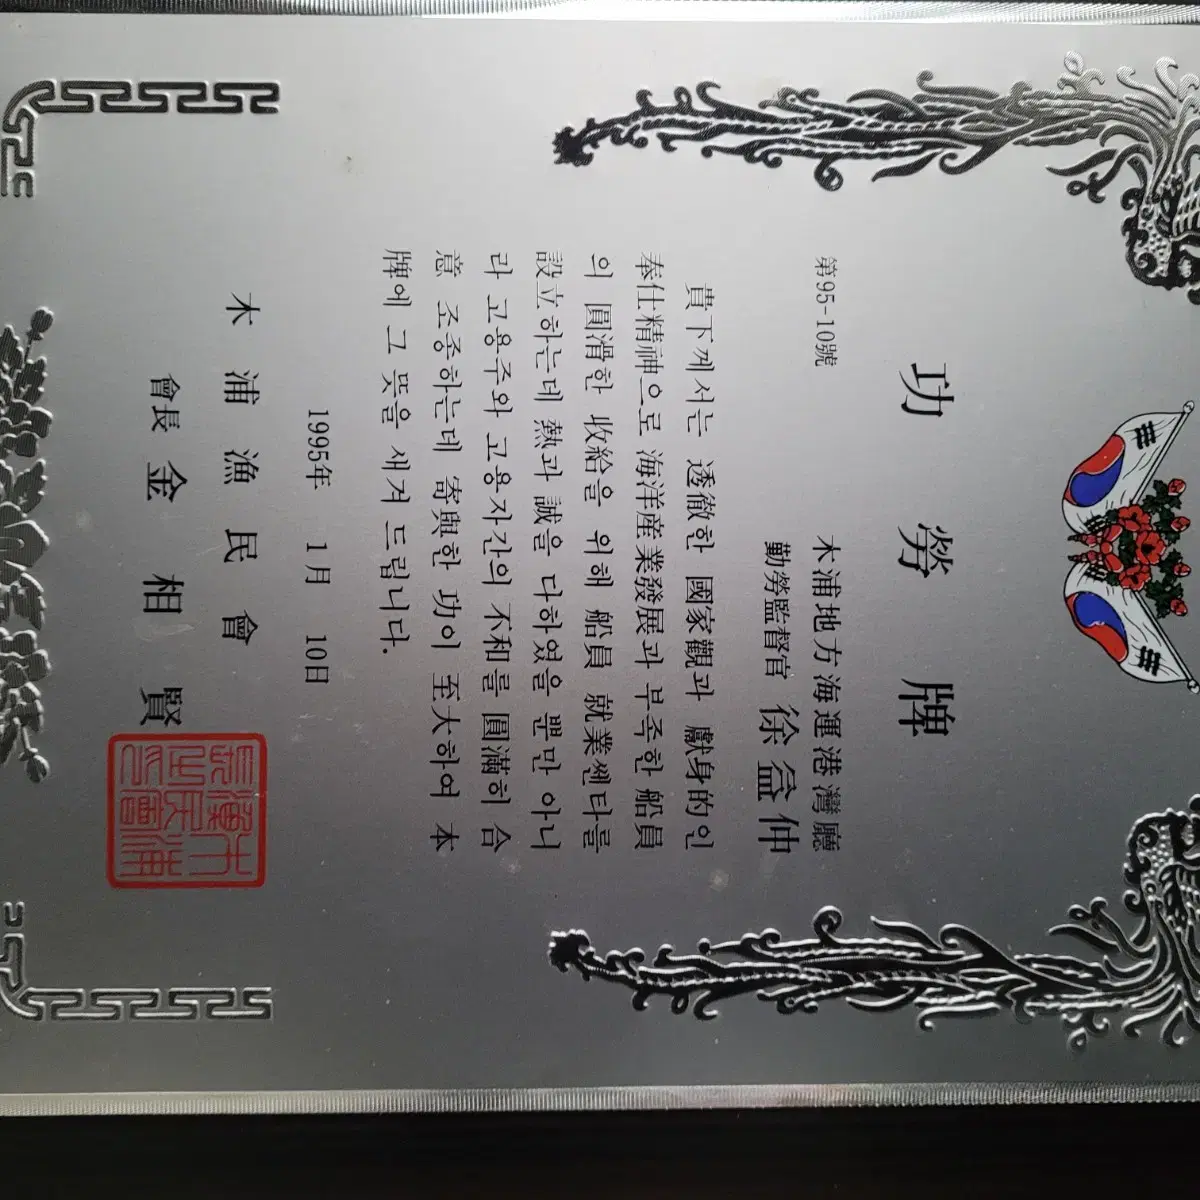 功勞牌
第95-10號
木浦地方海運港灣廳
勤勞監督官 徐益仲
貴下께서는 透徹한 國家觀과 獻身的인
奉仕精神으로 海洋産業發展과 부족한 船員
의 圓滑한 收給을 위해 船員 就業쎈타를
設立하는데 熱과 誠을 다하였을 뿐만 아니
라 고용주와 고용자간의 不和를 圓滿히 合
意 조종하는데 寄與한 功이 至大하여 本
牌에 그 뜻을 새겨 드립니다.
1995年 1月 10日
木浦漁民會
會長 金相賢